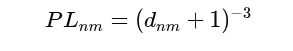 $PL_{nm} = (d_{nm} + 1)^{-3}$